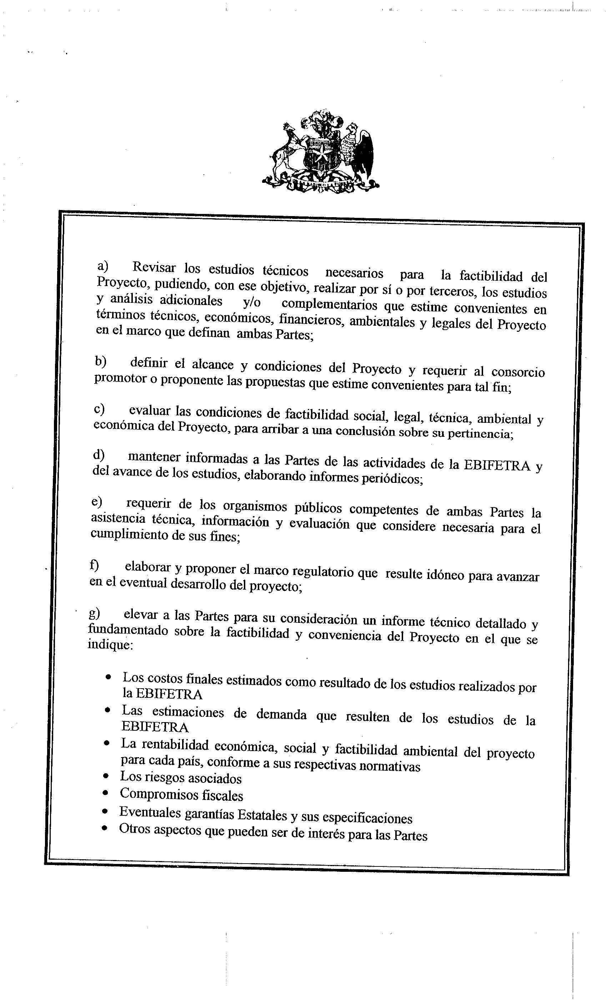 a) Revisar los estudios técnicos necesarios para la factibilidad del
Proyecto, pudiendo, con ese objetivo, realizar por sí o por terceros, los estudios
y análisis adicionales y/o complementarios que estime convenientes en
términos técnicos, económicos, financieros, ambientales y legales del Proyecto
en el marco que definan ambas Partes;
b) definir el alcance y condiciones del Proyecto y requerir al consorcio
promotor o proponente las propuestas que estime convenientes para tal fin;
c) evaluar las condiciones de factibilidad social, legal, técnica, ambiental y
económica del Proyecto, para arribar a una conclusión sobre su pertinencia;
d) mantener informadas a las Partes de las actividades de la EBIFETRA y
del avance de los estudios, elaborando informes periódicos;
e) requerir de los organismos públicos competentes de ambas Partes la
asistencia técnica, información y evaluación que considere necesaria para el
cumplimiento de sus fines;
f) elaborar y proponer el marco regulatorio que resulte idóneo para avanzar
en el eventual desarrollo del proyecto;
g) elevar a las Partes para su consideración un informe técnico detallado y
fundamentado sobre la factibilidad y conveniencia del Proyecto en el que se
indique:
• Los costos finales estimados como resultado de los estudios realizados por
la EBIFETRA
• Las estimaciones de demanda que resulten de los estudios de la
EBIFETRA
• La rentabilidad económica, social y factibilidad ambiental del proyecto
para cada país, conforme a sus respectivas normativas
• Los riesgos asociados
• Compromisos fiscales
• Eventuales garantías Estatales y sus especificaciones
• Otros aspectos que pueden ser de interés para las Partes